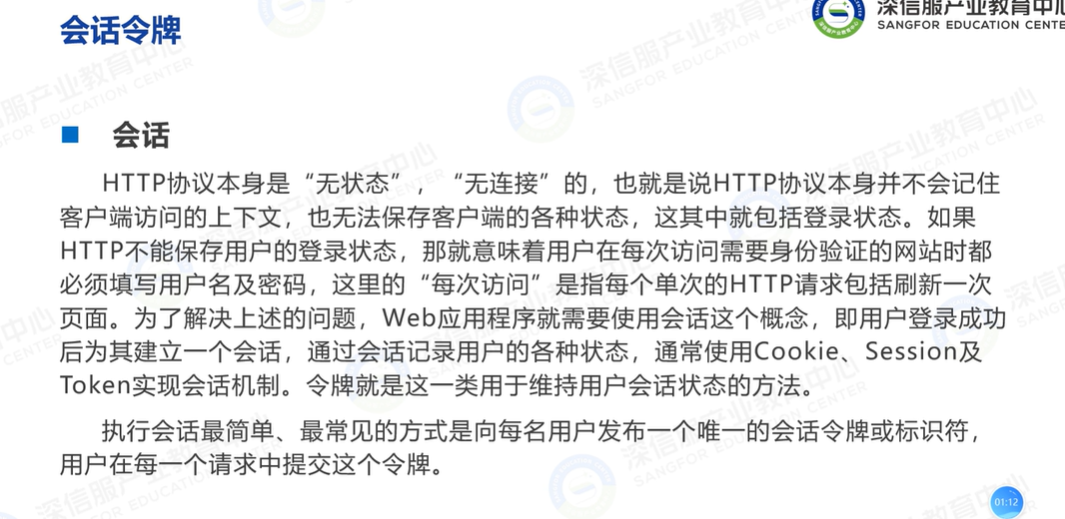 会话令牌
深信服产业教育中心
SANGFOR EDUCATION CENTE
■ 会话
HTTP协议本身是“无状态”，“无连接”的，也就是说HTTP协议本身并不会记住
客户端访问的上下文，也无法保存客户端的各种状态，这其中就包括登录状态。如果
HTTP不能保存用户的登录状态，那就意味着用户在每次访问需要身份验证的网站时都
必须填写用户名及密码，这里的“每次访问”是指每个单次的HTTP请求包括刷新一次
页面。为了解决上述的问题，Web应用程序就需要使用会话这个概念，即用户登录成功
后为其建立一个会话，通过会话记录用户的各种状态，通常使用Cookie、Session及
Token实现会话机制。令牌就是这一类用于维持用户会话状态的方法。
执行会话最简单、最常见的方式是向每名用户发布一个唯一的会话令牌或标识符，
用户在每一个请求中提交这个令牌。
01:12